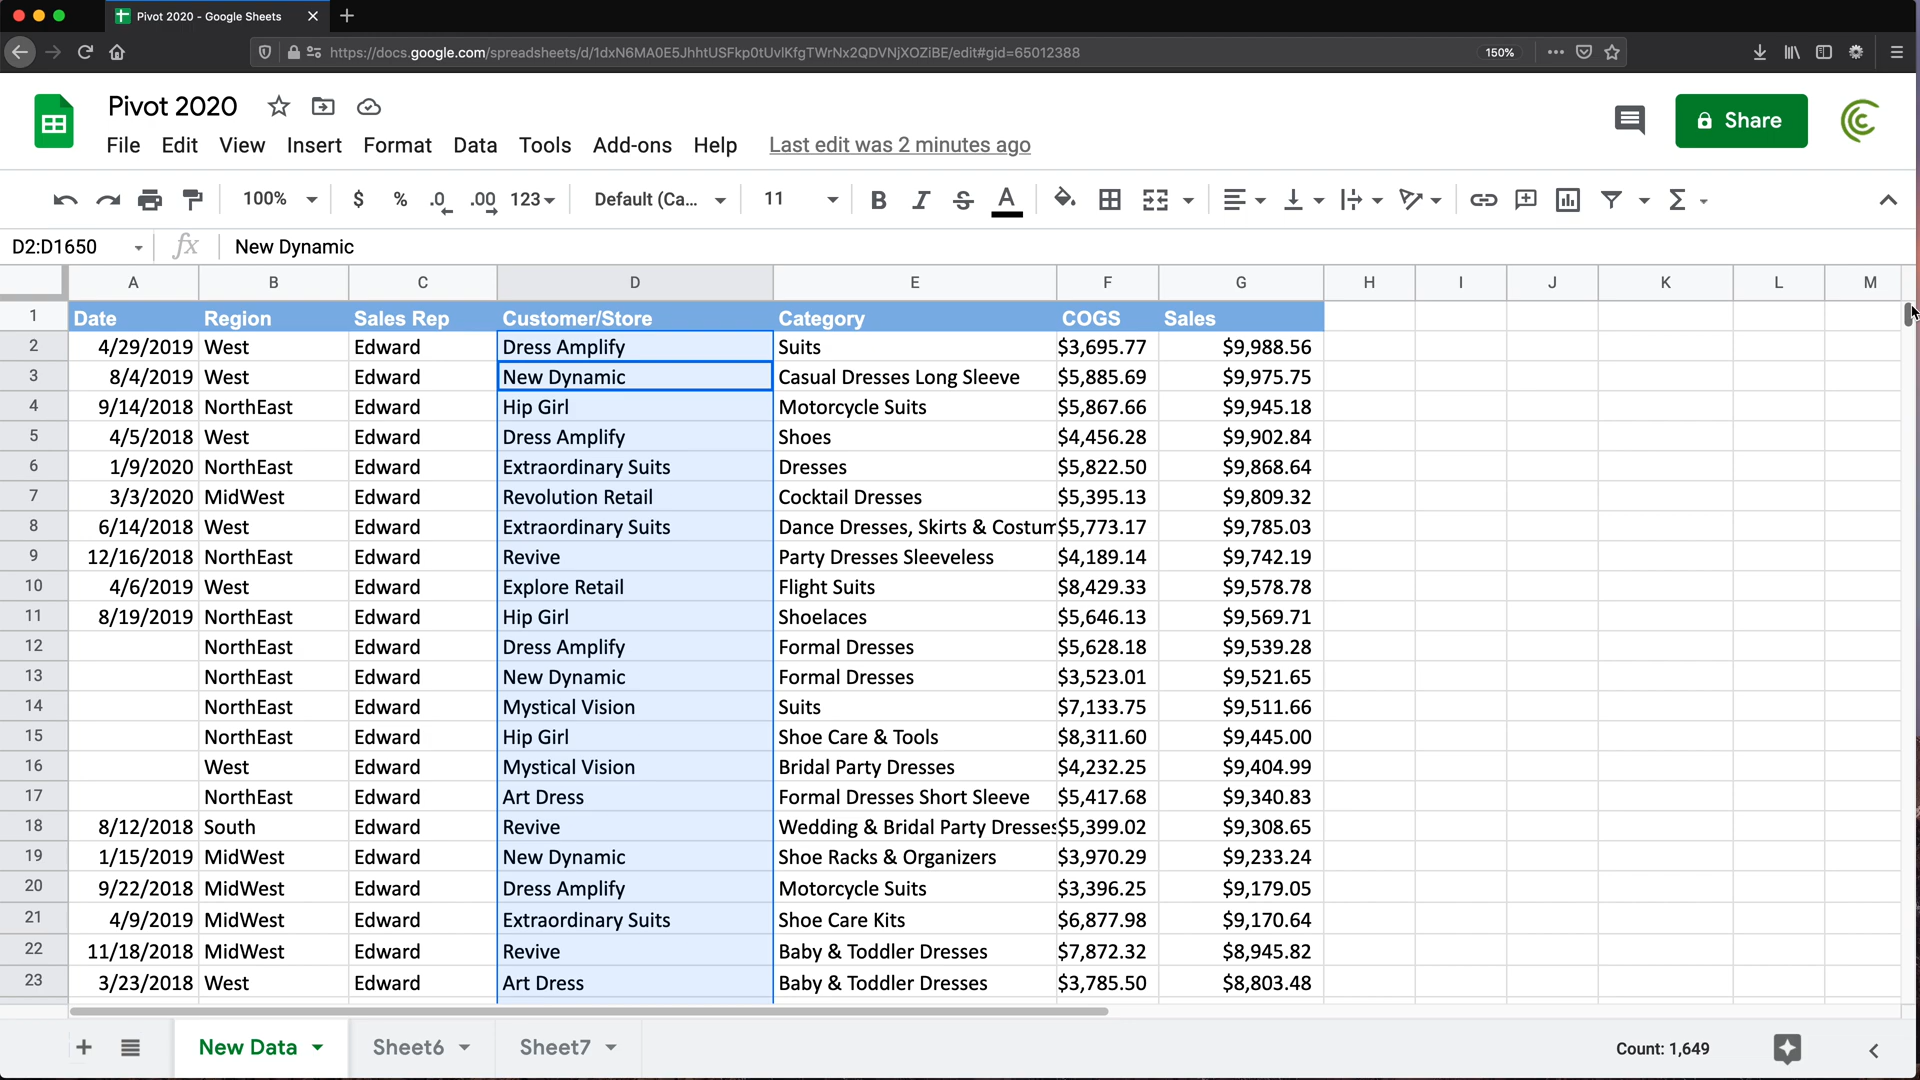 Pivot 2020 - Google Sheets
https://docs.google.com/spreadsheets/d/1dxN6MA0E5JhhtUSFkp0tUvlKfgTWrNx2QDVNjXOZiBE/edit#gid=65012388
150%
Pivot 2020
Share
File Edit View Insert Format Data Tools Add-ons Help Last edit was 2 minutes ago
100% $ % .0 .00 123 Default (Ca... 11 B I S A
D2:D1650 fx New Dynamic
A B C D E F G H I J K L M
1 Date Region Sales Rep Customer/Store Category COGS Sales
2 4/29/2019 West Edward Dress Amplify Suits $3,695.77 $9,988.56
3 8/4/2019 West Edward New Dynamic Casual Dresses Long Sleeve $5,885.69 $9,975.75
4 9/14/2018 NorthEast Edward Hip Girl Motorcycle Suits $5,867.66 $9,945.18
5 4/5/2018 West Edward Dress Amplify Shoes $4,456.28 $9,902.84
6 1/9/2020 NorthEast Edward Extraordinary Suits Dresses $5,822.50 $9,868.64
7 3/3/2020 MidWest Edward Revolution Retail Cocktail Dresses $5,395.13 $9,809.32
8 6/14/2018 West Edward Extraordinary Suits Dance Dresses, Skirts & Costum $5,773.17 $9,785.03
9 12/16/2018 NorthEast Edward Revive Party Dresses Sleeveless $4,189.14 $9,742.19
10 4/6/2019 West Edward Explore Retail Flight Suits $8,429.33 $9,578.78
11 8/19/2019 NorthEast Edward Hip Girl Shoelaces $5,646.13 $9,569.71
12 NorthEast Edward Dress Amplify Formal Dresses $5,628.18 $9,539.28
13 NorthEast Edward New Dynamic Formal Dresses $3,523.01 $9,521.65
14 NorthEast Edward Mystical Vision Suits $7,133.75 $9,511.66
15 NorthEast Edward Hip Girl Shoe Care & Tools $8,311.60 $9,445.00
16 West Edward Mystical Vision Bridal Party Dresses $4,232.25 $9,404.99
17 NorthEast Edward Art Dress Formal Dresses Short Sleeve $5,417.68 $9,340.83
18 8/12/2018 South Edward Revive Wedding & Bridal Party Dresses $5,399.02 $9,308.65
19 1/15/2019 MidWest Edward New Dynamic Shoe Racks & Organizers $3,970.29 $9,233.24
20 9/22/2018 MidWest Edward Dress Amplify Motorcycle Suits $3,396.25 $9,179.05
21 4/9/2019 MidWest Edward Extraordinary Suits Shoe Care Kits $6,877.98 $9,170.64
22 11/18/2018 MidWest Edward Revive Baby & Toddler Dresses $7,872.32 $8,945.82
23 3/23/2018 West Edward Art Dress Baby & Toddler Dresses $3,785.50 $8,803.48
New Data Sheet6 Sheet7 Count: 1,649